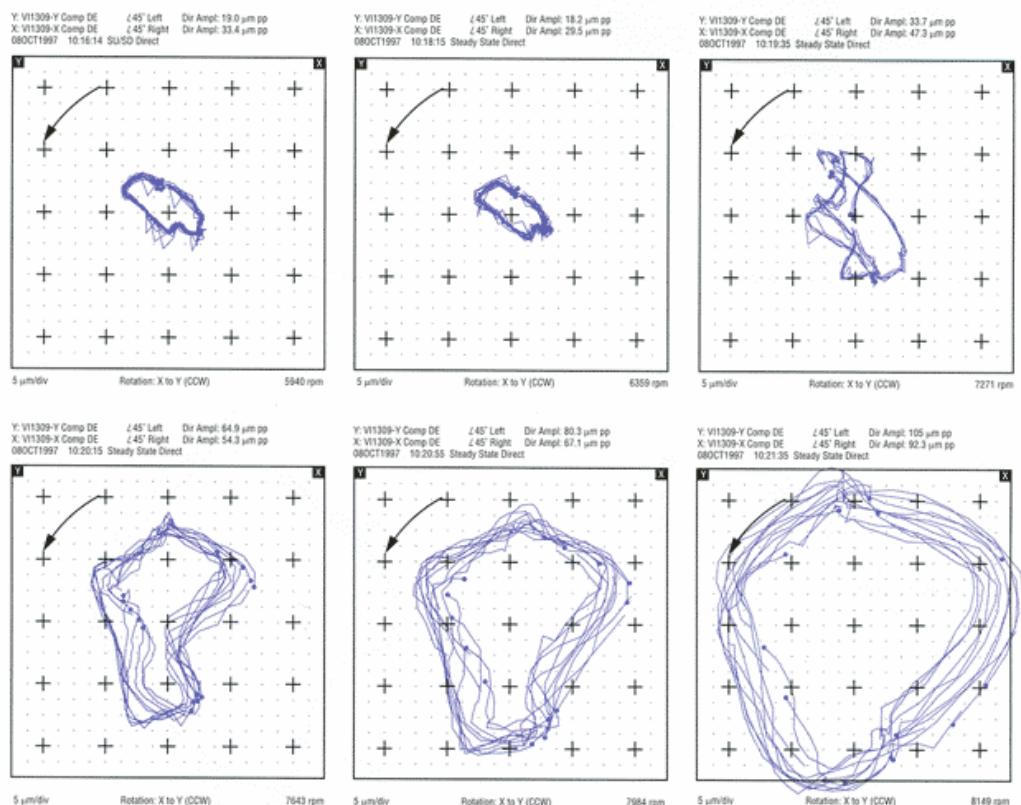 Y: VI1309-Y Comp DE ∠45° Left Dir Ampl: 19.0 µm pp
X: VI1309-X Comp DE ∠45° Right Dir Ampl: 33.4 µm pp
08OCT1997 10:16:14 SU/SD Direct
Y X
5 µm/div Rotation: X to Y (CCW) 5940 rpm
Y: VI1309-Y Comp DE ∠45° Left Dir Ampl: 18.2 µm pp
X: VI1309-X Comp DE ∠45° Right Dir Ampl: 29.5 µm pp
08OCT1997 10:18:15 Steady State Direct
Y X
5 µm/div Rotation: X to Y (CCW) 6359 rpm
Y: VI1309-Y Comp DE ∠45° Left Dir Ampl: 33.7 µm pp
X: VI1309-X Comp DE ∠45° Right Dir Ampl: 47.3 µm pp
08OCT1997 10:19:35 Steady State Direct
Y X
5 µm/div Rotation: X to Y (CCW) 7271 rpm
Y: VI1309-Y Comp DE ∠45° Left Dir Ampl: 64.9 µm pp
X: VI1309-X Comp DE ∠45° Right Dir Ampl: 54.3 µm pp
08OCT1997 10:20:15 Steady State Direct
Y X
5 µm/div Rotation: X to Y (CCW) 7643 rpm
Y: VI1309-Y Comp DE ∠45° Left Dir Ampl: 80.3 µm pp
X: VI1309-X Comp DE ∠45° Right Dir Ampl: 67.1 µm pp
08OCT1997 10:20:55 Steady State Direct
Y X
5 µm/div Rotation: X to Y (CCW) 7984 rpm
Y: VI1309-Y Comp DE ∠45° Left Dir Ampl: 105 µm pp
X: VI1309-X Comp DE ∠45° Right Dir Ampl: 92.3 µm pp
08OCT1997 10:21:35 Steady State Direct
Y X
5 µm/div Rotation: X to Y (CCW) 8149 rpm